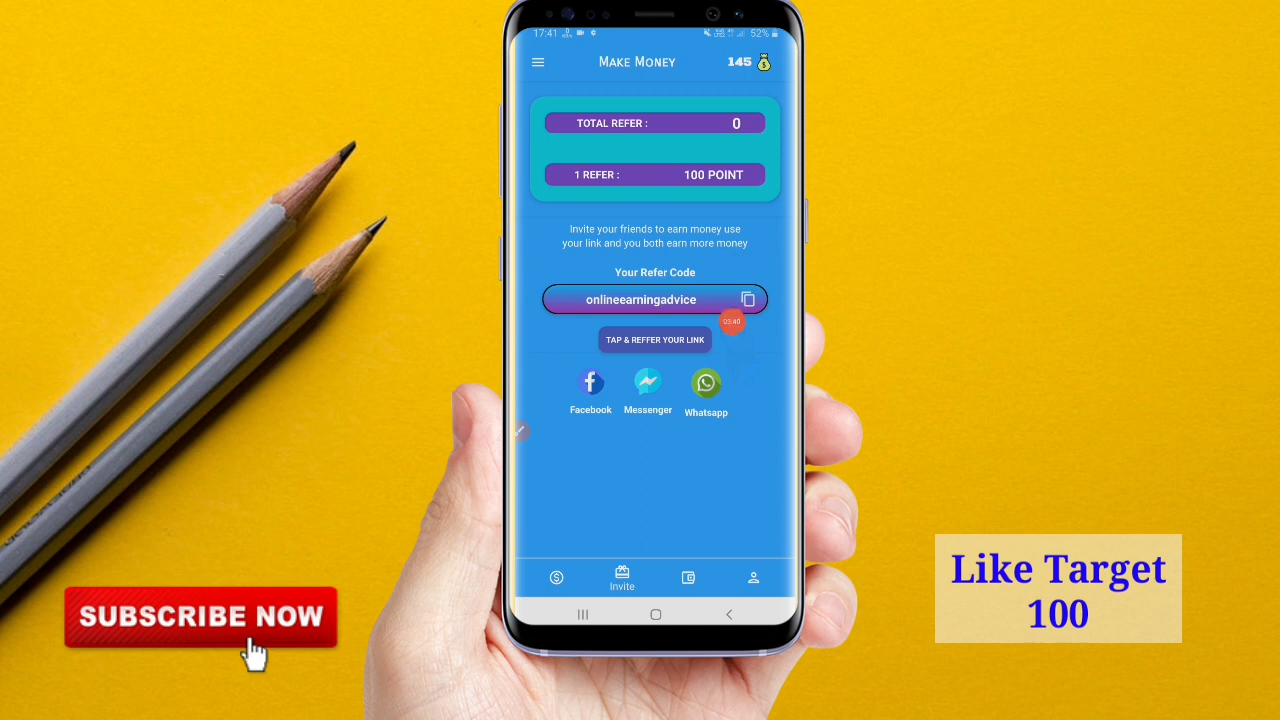 17:41
52%
Make Money
145
TOTAL REFER :
0
1 REFER :
100 POINT
Invite your friends to earn money use
your link and you both earn more money
Your Refer Code
onlineearningadvice
03:40
TAP & REFFER YOUR LINK
Facebook
Messenger
Whatsapp
Invite
SUBSCRIBE NOW
Like Target
100